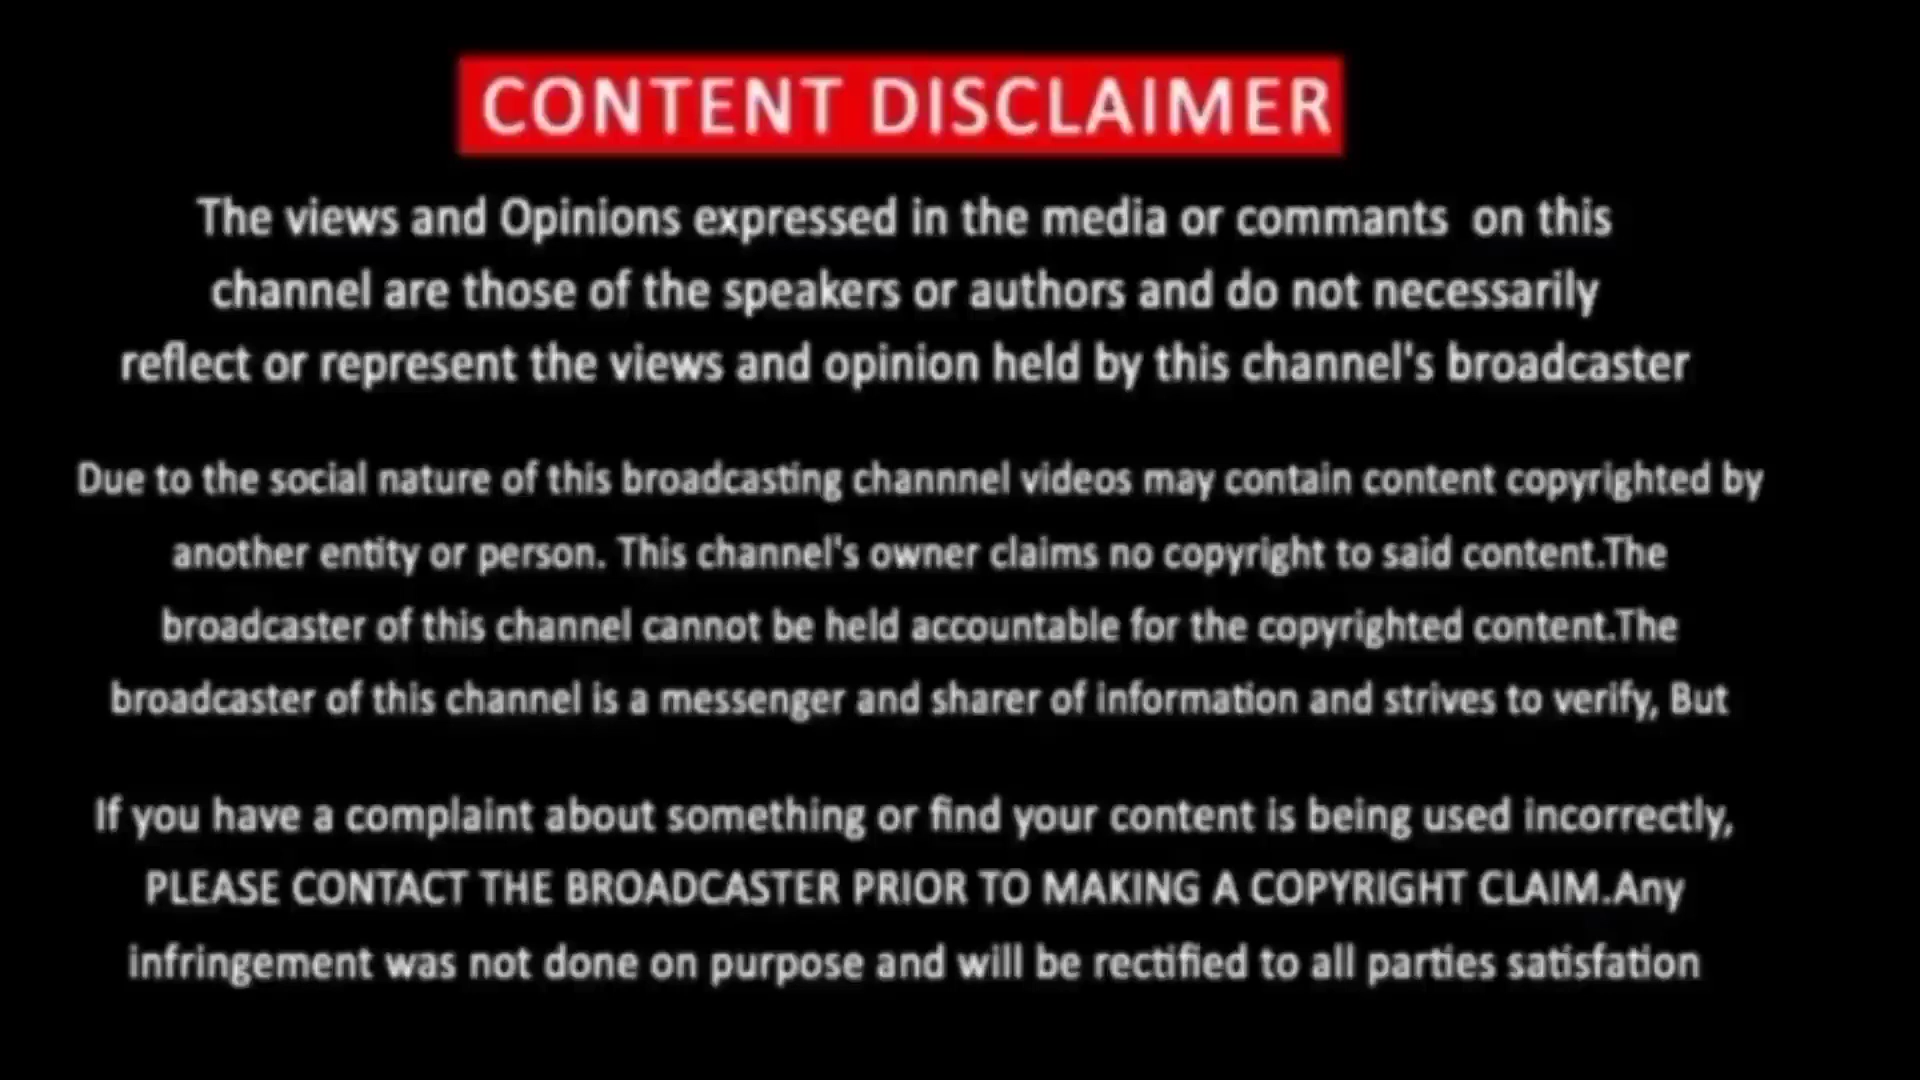 CONTENT DISCLAIMER
The views and Opinions expressed in the media or commants on this
channel are those of the speakers or authors and do not necessarily
reflect or represent the views and opinion held by this channel's broadcaster
Due to the social nature of this broadcasting channnel videos may contain content copyrighted by
another entity or person. This channel's owner claims no copyright to said content.The
broadcaster of this channel cannot be held accountable for the copyrighted content.The
broadcaster of this channel is a messenger and sharer of information and strives to verify, But
If you have a complaint about something or find your content is being used incorrectly,
PLEASE CONTACT THE BROADCASTER PRIOR TO MAKING A COPYRIGHT CLAIM.Any
infringement was not done on purpose and will be rectified to all parties satisfation